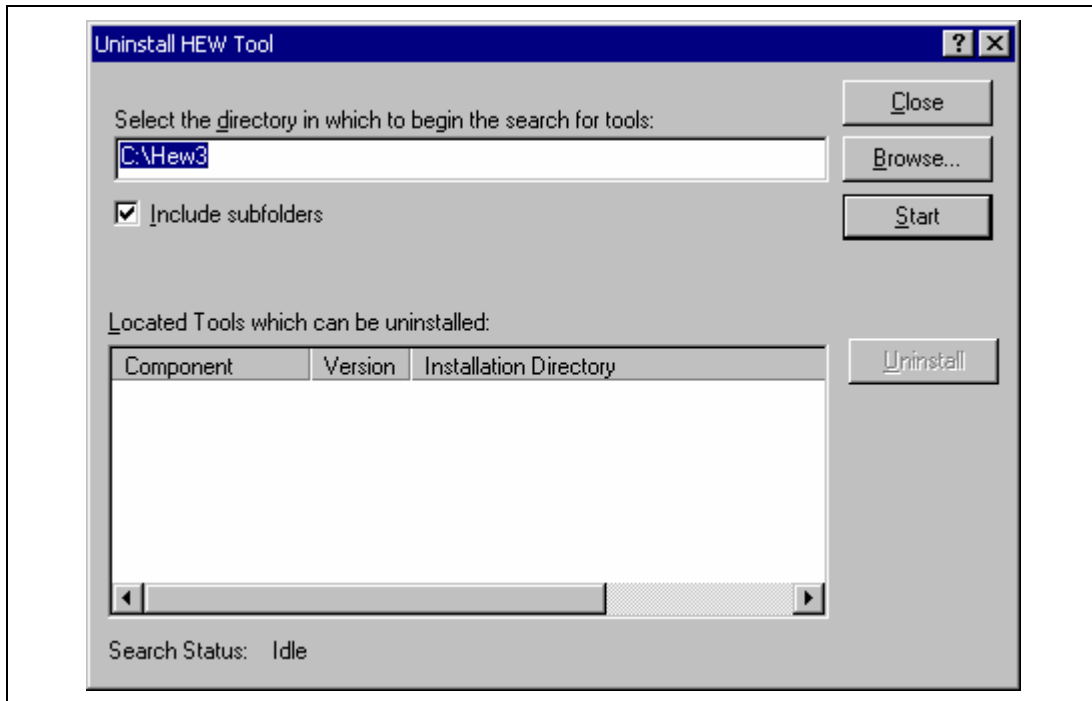 Uninstall HEW Tool
Select the directory in which to begin the search for tools:
C:\Hew3
Include subfolders
Close
Browse...
Start
Located Tools which can be uninstalled:
Component Version Installation Directory
Uninstall
Search Status: Idle